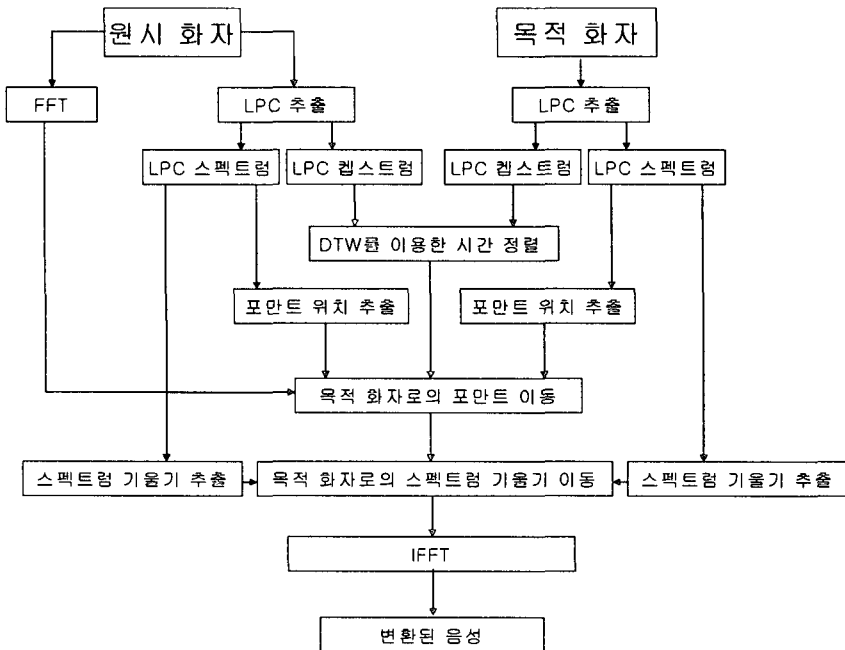 원시 화자
목적 화자
FFT
LPC 추출
LPC 추출
LPC 스펙트럼
LPC 켑스트럼
LPC 켑스트럼
LPC 스펙트럼
DTW를 이용한 시간 정렬
포만트 위치 추출
포만트 위치 추출
목적 화자로의 포만트 이동
스펙트럼 기울기 추출
목적 화자로의 스펙트럼 기울기 이동
스펙트럼 기울기 추출
IFFT
변환된 음성